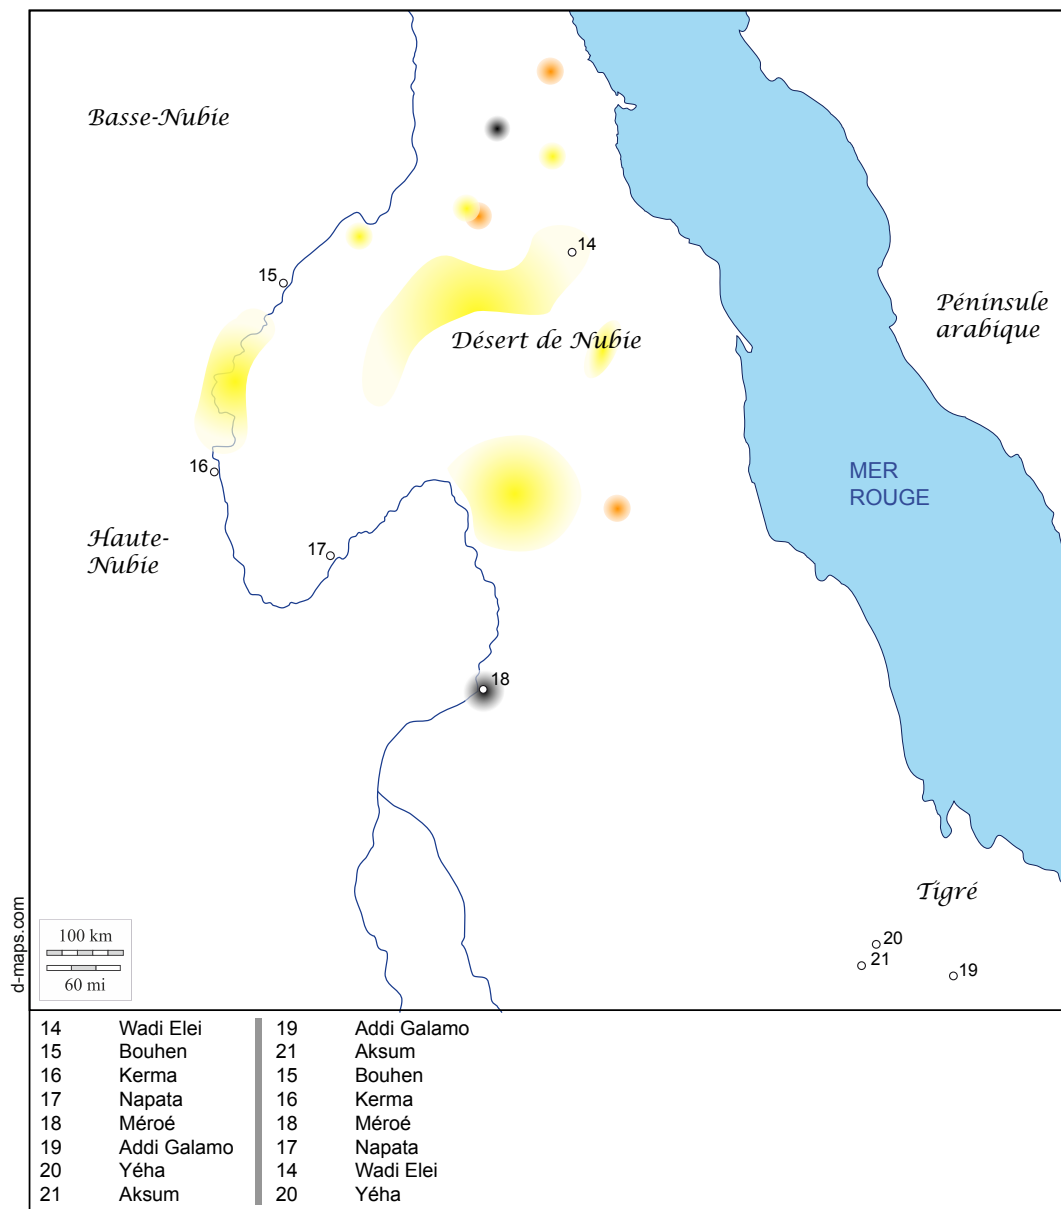 Basse-Nubie
14
15
Péninsule
arabique
Désert de Nubie
16
MER
ROUGE
Haute-
Nubie
17
18
Tigré
20
21
19
d-maps.com
100 km
60 mi
14 Wadi Elei
15 Bouhen
16 Kerma
17 Napata
18 Méroé
19 Addi Galamo
20 Yéha
21 Aksum
19 Addi Galamo
21 Aksum
15 Bouhen
16 Kerma
18 Méroé
17 Napata
14 Wadi Elei
20 Yéha